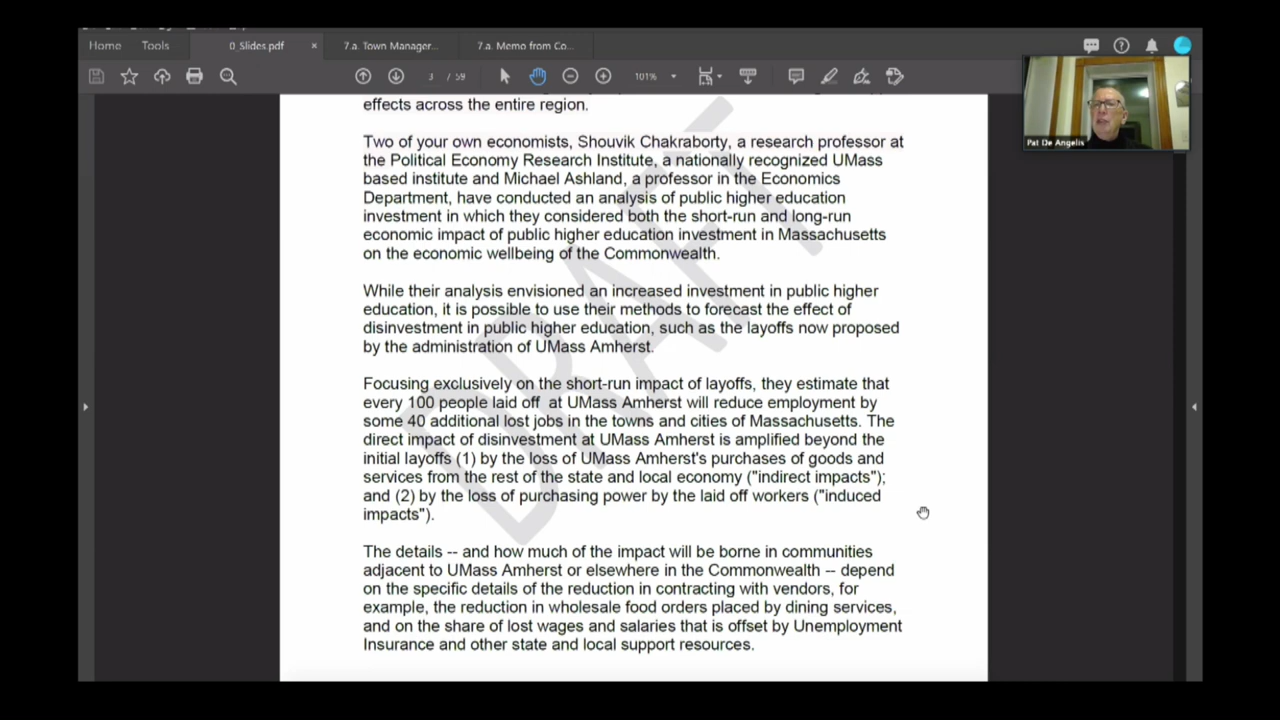 Home Tools 0_Slides.pdf × 7.a. Town Manager... 7.a. Memo from Co...
3 / 59 101%
Pat De Angelis
effects across the entire region.
Two of your own economists, Shouvik Chakraborty, a research professor at
the Political Economy Research Institute, a nationally recognized UMass
based institute and Michael Ashland, a professor in the Economics
Department, have conducted an analysis of public higher education
investment in which they considered both the short-run and long-run
economic impact of public higher education investment in Massachusetts
on the economic wellbeing of the Commonwealth.
While their analysis envisioned an increased investment in public higher
education, it is possible to use their methods to forecast the effect of
disinvestment in public higher education, such as the layoffs now proposed
by the administration of UMass Amherst.
Focusing exclusively on the short-run impact of layoffs, they estimate that
every 100 people laid off at UMass Amherst will reduce employment by
some 40 additional lost jobs in the towns and cities of Massachusetts. The
direct impact of disinvestment at UMass Amherst is amplified beyond the
initial layoffs (1) by the loss of UMass Amherst's purchases of goods and
services from the rest of the state and local economy ("indirect impacts");
and (2) by the loss of purchasing power by the laid off workers ("induced
impacts").
The details -- and how much of the impact will be borne in communities
adjacent to UMass Amherst or elsewhere in the Commonwealth -- depend
on the specific details of the reduction in contracting with vendors, for
example, the reduction in wholesale food orders placed by dining services,
and on the share of lost wages and salaries that is offset by Unemployment
Insurance and other state and local support resources.
DRAFT